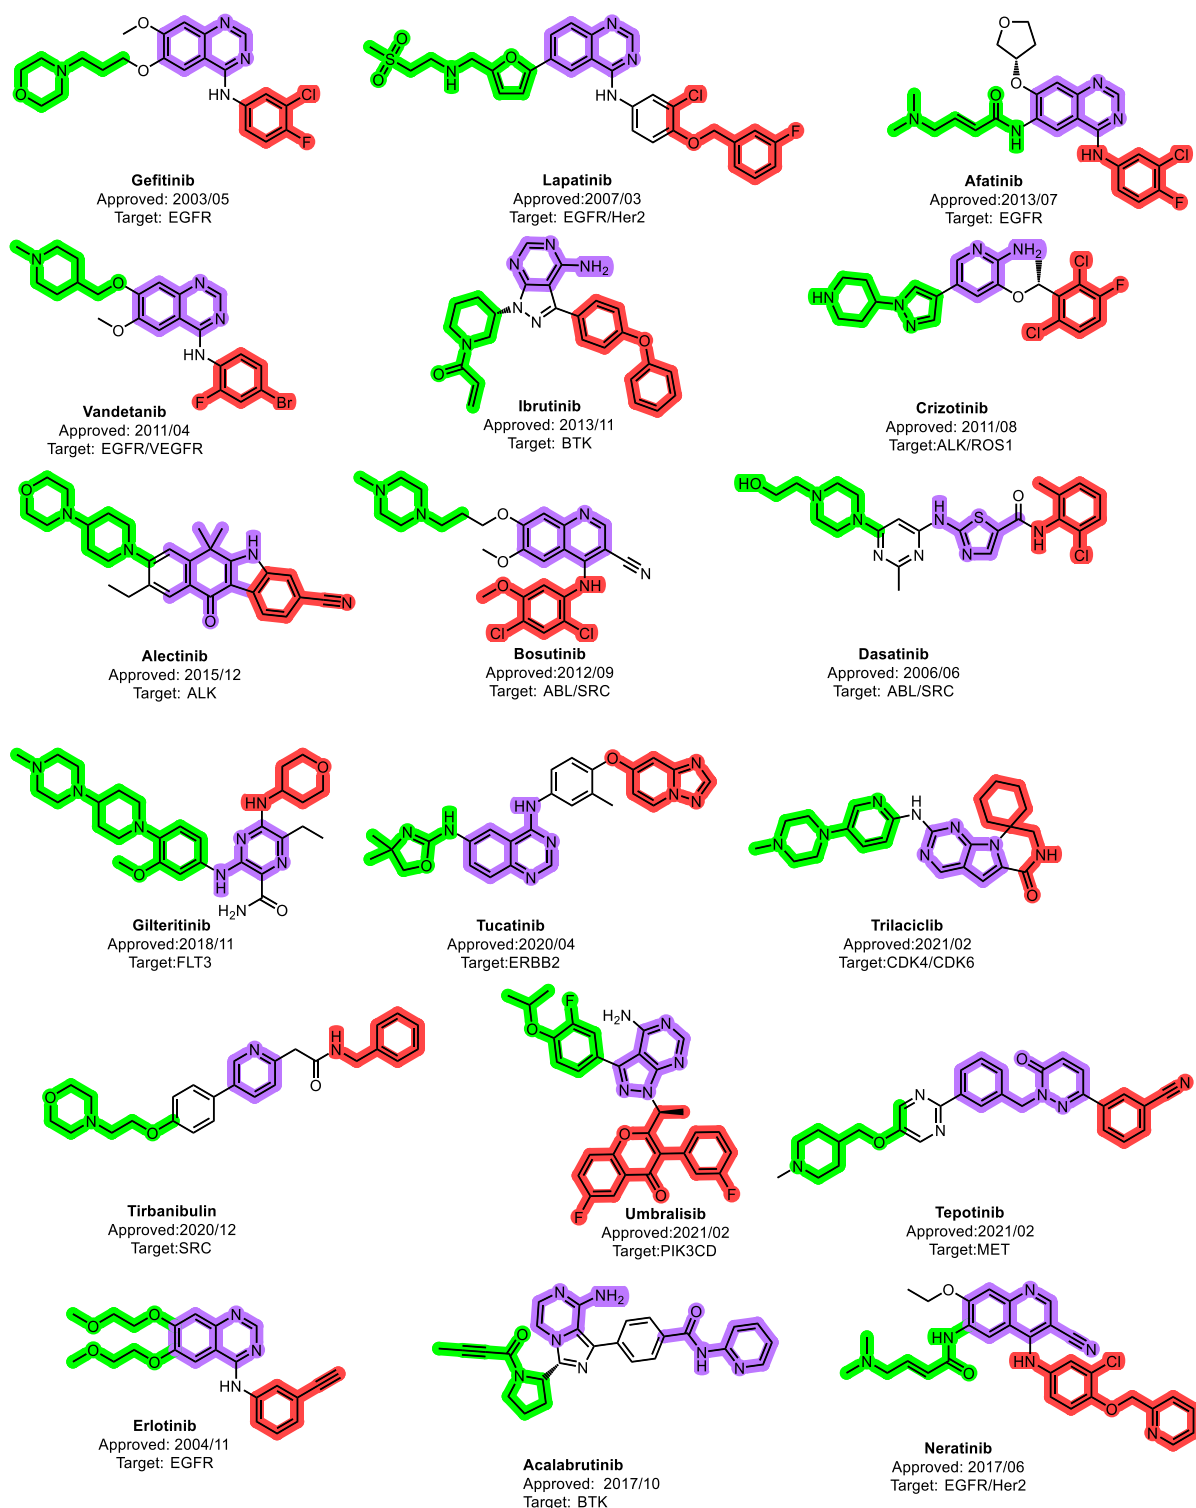 Gefitinib
Approved: 2003/05
Target: EGFR
Lapatinib
Approved:2007/03
Target: EGFR/Her2
Afatinib
Approved:2013/07
Target: EGFR
Vandetanib
Approved: 2011/04
Target: EGFR/VEGFR
Ibrutinib
Approved: 2013/11
Target: BTK
Crizotinib
Approved: 2011/08
Target:ALK/ROS1
Alectinib
Approved: 2015/12
Target: ALK
Bosutinib
Approved:2012/09
Target: ABL/SRC
Dasatinib
Approved: 2006/06
Target: ABL/SRC
Gilteritinib
Approved:2018/11
Target:FLT3
Tucatinib
Approved:2020/04
Target:ERBB2
Trilaciclib
Approved:2021/02
Target:CDK4/CDK6
Tirbanibulin
Approved:2020/12
Target:SRC
Umbralisib
Approved:2021/02
Target:PIK3CD
Tepotinib
Approved:2021/02
Target:MET
Erlotinib
Approved: 2004/11
Target: EGFR
Acalabrutinib
Approved: 2017/10
Target: BTK
Neratinib
Approved: 2017/06
Target: EGFR/Her2